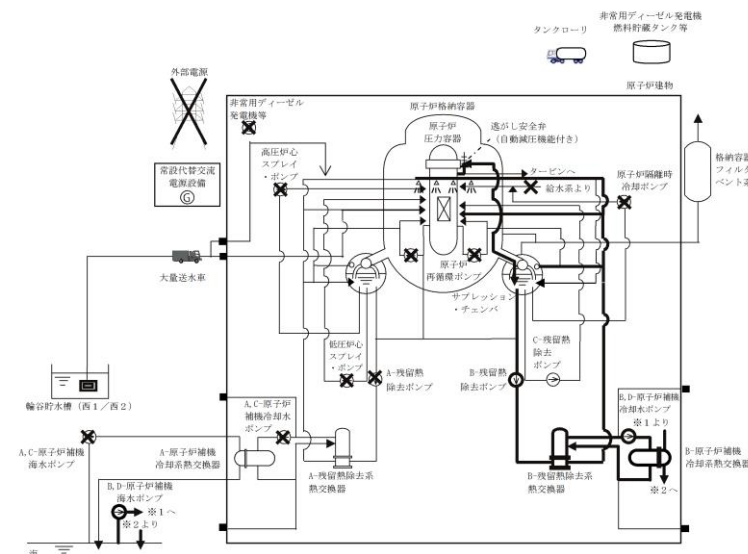 非常用ディーゼル発電機
燃料貯蔵タンク等
タンクローリ
原子炉建物
外部電源
非常用ディーゼル
発電機等
原子炉格納容器
原子炉
圧力容器
逃がし安全弁
(自動減圧機能付き)
高圧炉心
スプレイ
・ポンプ
タービンへ
給水系より
原子炉隔離時
冷却ポンプ
格納容器
フィルタ
ベント系
常設代替交流
電源設備
G
大量送水車
原子炉
再循環ポンプ
サプレッション
・チェンバ
低圧炉心
スプレイ
・ポンプ
A-残留熱
除去ポンプ
B-残留熱
除去ポンプ
C-残留熱
除去
ポンプ
輪谷貯水槽(西1/西2)
A,C-原子炉
補機冷却水
ポンプ
B,D-原子炉補機
冷却水ポンプ
※1より
A,C-原子炉補機
海水ポンプ
A-原子炉補機
冷却系熱交換器
B-原子炉補機
冷却系熱交換器
A-残留熱除去系
熱交換器
B-残留熱除去系
熱交換器
※2へ
B,D-原子炉補機
海水ポンプ
※1へ
※2より
海